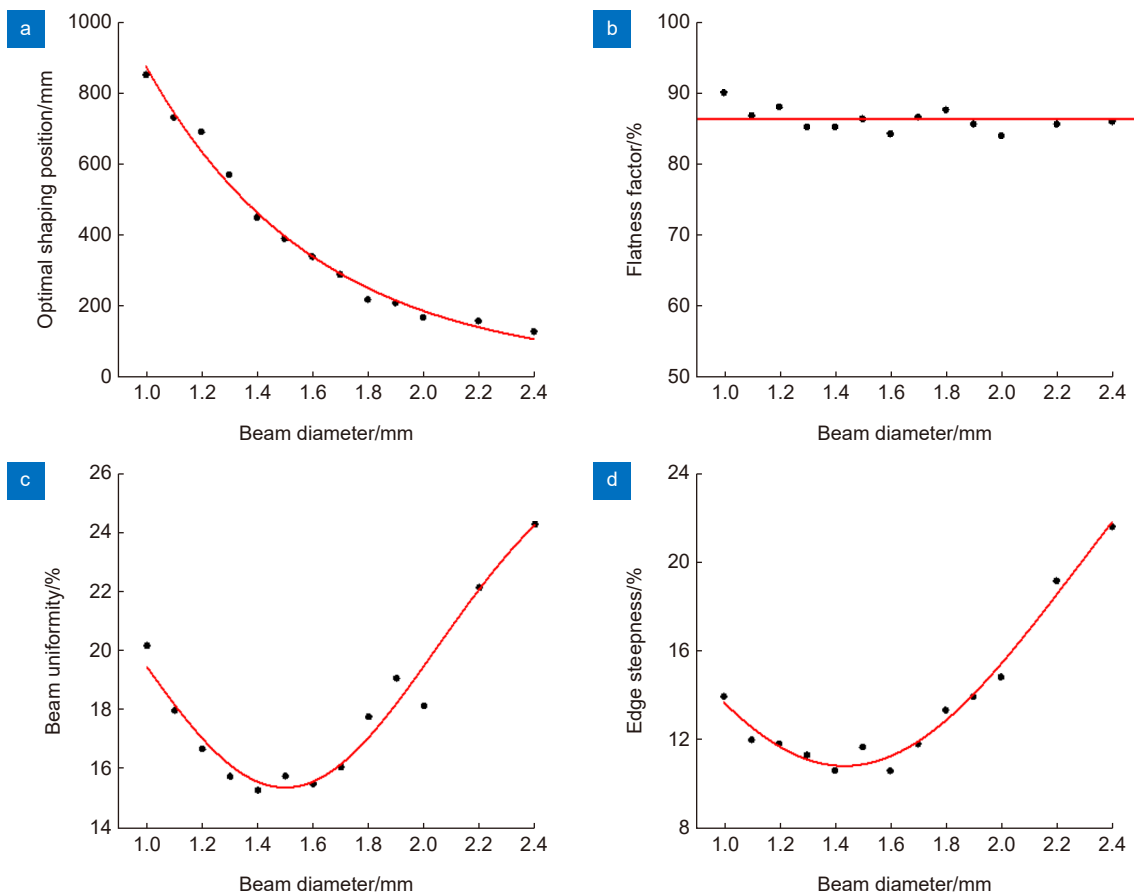 a
1000
800
600
400
200
0
Optimal shaping position/mm
1.0 1.2 1.4 1.6 1.8 2.0 2.2 2.4
Beam diameter/mm
b
100
90
80
70
60
50
Flatness factor/%
1.0 1.2 1.4 1.6 1.8 2.0 2.2 2.4
Beam diameter/mm
c
26
24
22
20
18
16
14
Beam uniformity/%
1.0 1.2 1.4 1.6 1.8 2.0 2.2 2.4
Beam diameter/mm
d
24
20
16
12
8
Edge steepness/%
1.0 1.2 1.4 1.6 1.8 2.0 2.2 2.4
Beam diameter/mm